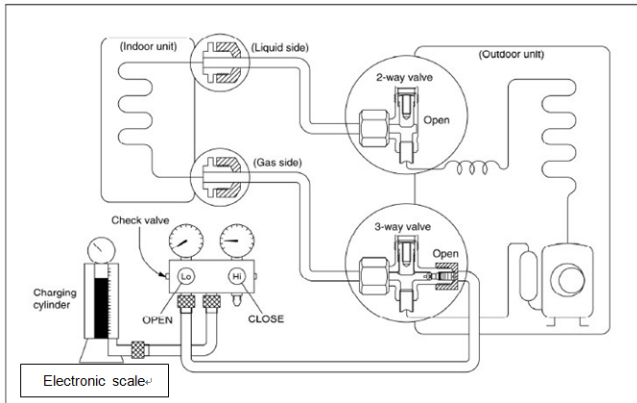 (Indoor unit)
(Liquid side)
(Outdoor unit)
2-way valve
Open
(Gas side)
3-way valve
Open
Check valve
Lo
Hi
Charging
cylinder
OPEN
CLOSE
Electronic scale